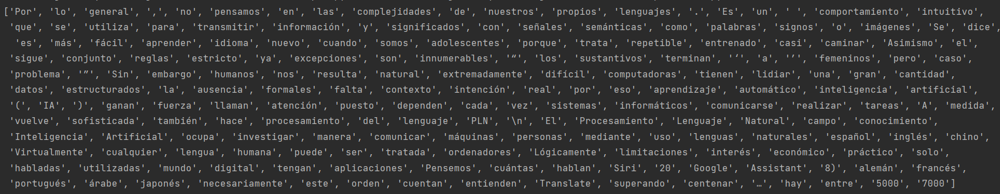 ['Por', 'lo', 'general', ',', 'no', 'pensamos', 'en', 'las', 'complejidades', 'de', 'nuestros', 'propios', 'lenguajes', '.', 'Es', 'un', ' ', 'comportamiento', 'intuitivo',
'que', 'se', 'utiliza', 'para', 'transmitir', 'información', 'y', 'significados', 'con', 'señales', 'semánticas', 'como', 'palabras', 'signos', 'o', 'imágenes', 'Se', 'dice',
'es', 'más', 'fácil', 'aprender', 'idioma', 'nuevo', 'cuando', 'somos', 'adolescentes', 'porque', 'trata', 'repetible', 'entrenado', 'casi', 'caminar', 'Asimismo', 'el',
'sigue', 'conjunto', 'reglas', 'estricto', 'ya', 'excepciones', 'son', 'innumerables', '“', 'los', 'sustantivos', 'terminan', '‘', 'a', '’', 'femeninos', 'pero', 'caso',
'problema', '”', 'Sin', 'embargo', 'humanos', 'nos', 'resulta', 'natural', 'extremadamente', 'difícil', 'computadoras', 'tienen', 'lidiar', 'una', 'gran', 'cantidad',
'datos', 'estructurados', 'la', 'ausencia', 'formales', 'falta', 'contexto', 'intención', 'real', 'por', 'eso', 'aprendizaje', 'automático', 'inteligencia', 'artificial',
'(', 'IA', ')', 'ganan', 'fuerza', 'llaman', 'atención', 'puesto', 'dependen', 'cada', 'vez', 'sistemas', 'informáticos', 'comunicarse', 'realizar', 'tareas', 'A', 'medida',
'vuelve', 'sofisticada', 'también', 'hace', 'procesamiento', 'del', 'lenguaje', 'PLN', '\n', 'El', 'Procesamiento', 'Lenguaje', 'Natural', 'campo', 'conocimiento',
'Inteligencia', 'Artificial', 'ocupa', 'investigar', 'manera', 'comunicar', 'máquinas', 'personas', 'mediante', 'uso', 'lenguas', 'naturales', 'español', 'inglés', 'chino',
'Virtualmente', 'cualquier', 'lengua', 'humana', 'puede', 'ser', 'tratada', 'ordenadores', 'Lógicamente', 'limitaciones', 'interés', 'económico', 'práctico', 'solo',
'habladas', 'utilizadas', 'mundo', 'digital', 'tengan', 'aplicaciones', 'Pensemos', 'cuántas', 'hablan', 'Siri', '20', 'Google', 'Assistant', '8)', 'alemán', 'francés',
'portugués', 'árabe', 'japonés', 'necesariamente', 'este', 'orden', 'cuentan', 'entienden', 'Translate', 'superando', 'centenar', '…', 'hay', 'entre', '5000', '7000']